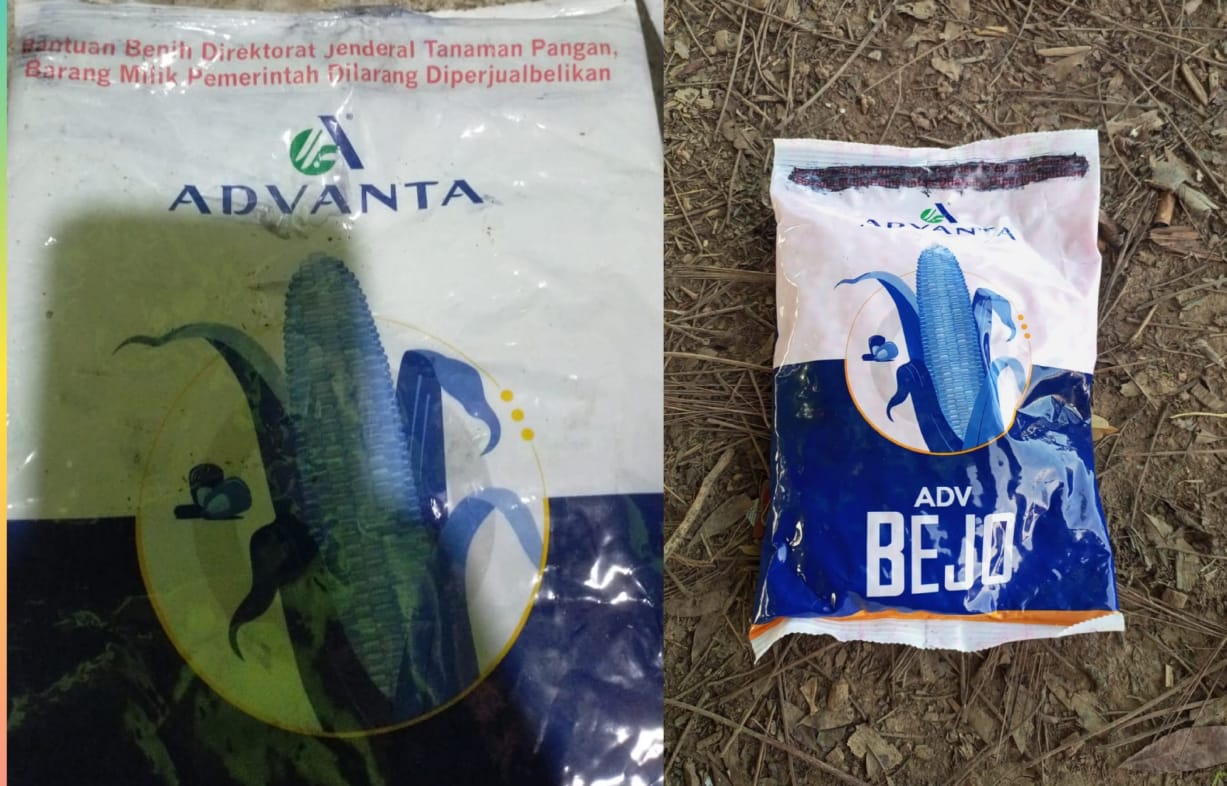 Bantuan Benih Direktorat Jenderal Tanaman Pangan,
Barang Milik Pemerintah Dilarang Diperjualbelikan
ADVANTA
ADVANTA
ADV
BEJO